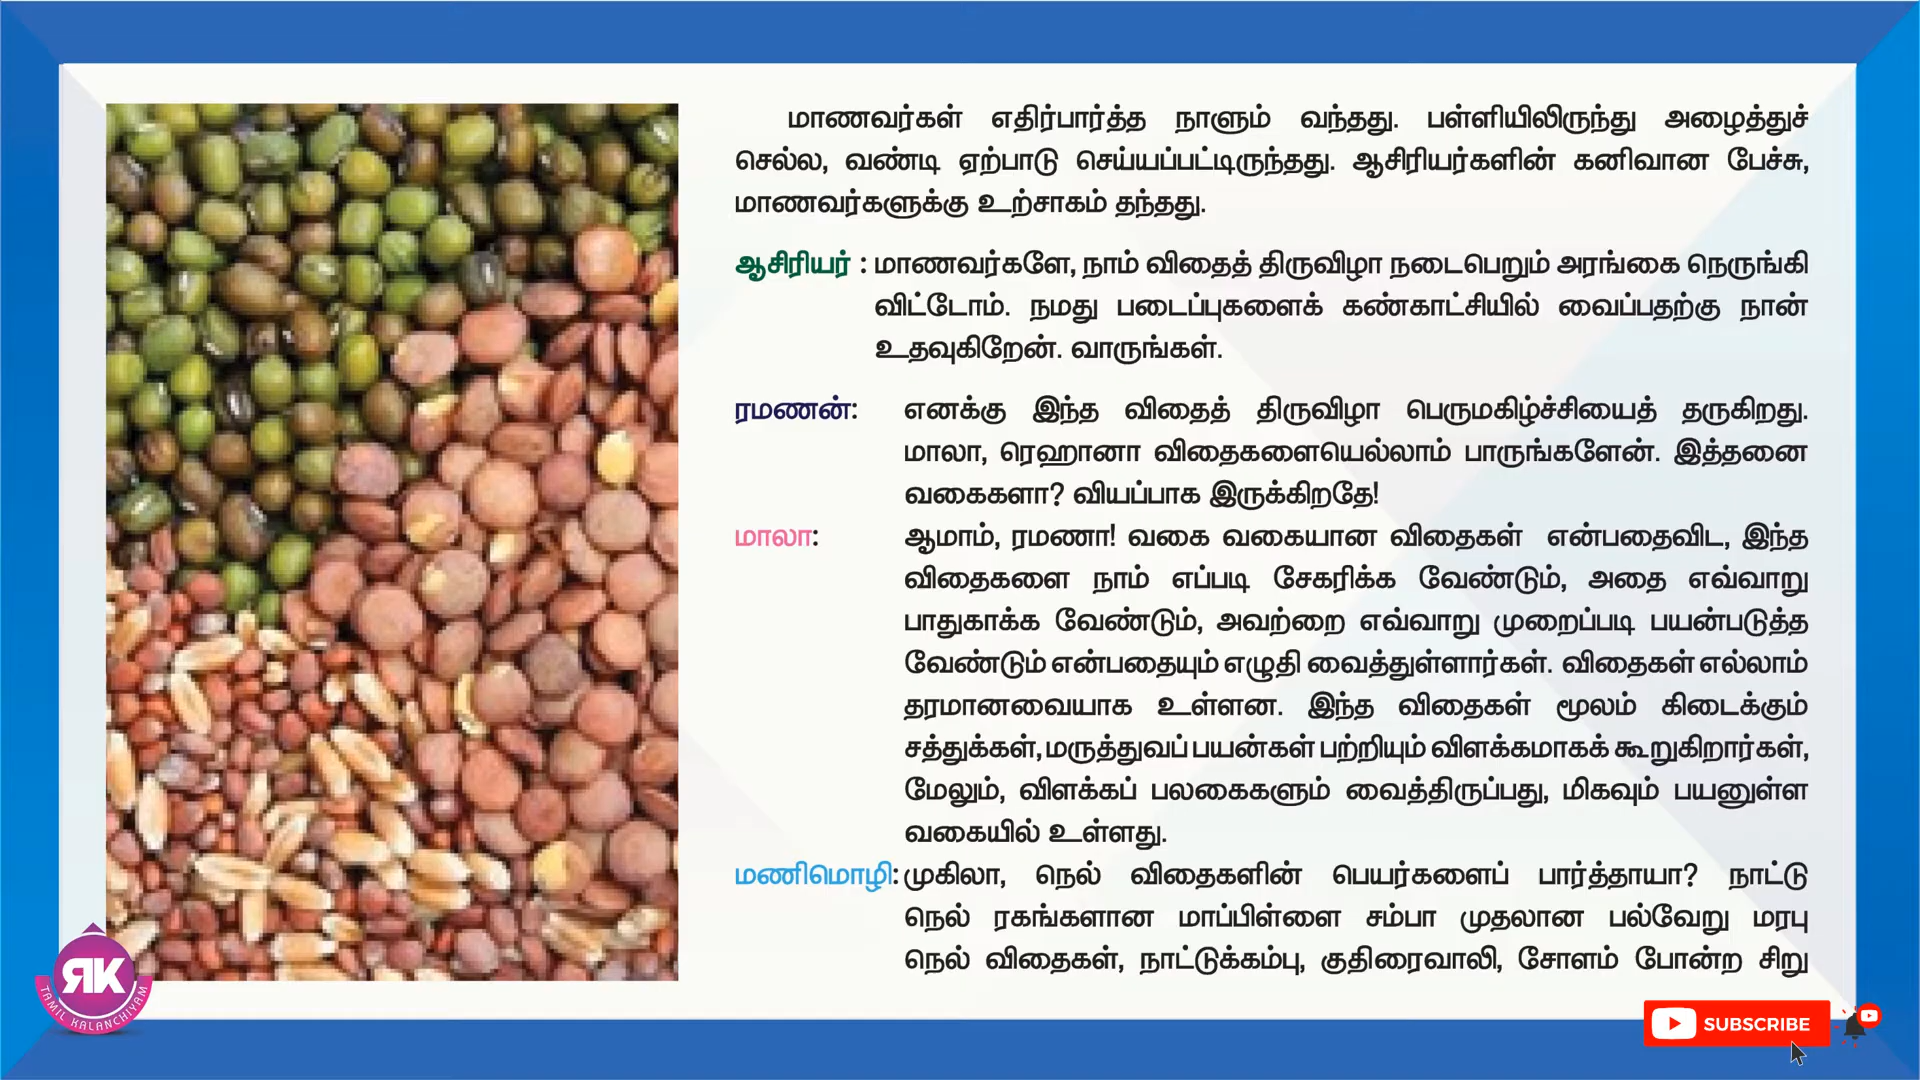 மாணவர்கள் எதிர்பார்த்த நாளும் வந்தது. பள்ளியிலிருந்து அழைத்துச்
செல்ல, வண்டி ஏற்பாடு செய்யப்பட்டிருந்தது. ஆசிரியர்களின் கனிவான பேச்சு,
மாணவர்களுக்கு உற்சாகம் தந்தது.
ஆசிரியர் : மாணவர்களே, நாம் விதைத் திருவிழா நடைபெறும் அரங்கை நெருங்கி
விட்டோம். நமது படைப்புகளைக் கண்காட்சியில் வைப்பதற்கு நான்
உதவுகிறேன். வாருங்கள்.
ரமணன்: எனக்கு இந்த விதைத் திருவிழா பெருமகிழ்ச்சியைத் தருகிறது.
மாலா, ரெஹானா விதைகளையெல்லாம் பாருங்களேன். இத்தனை
வகைகளா? வியப்பாக இருக்கிறதே!
மாலா: ஆமாம், ரமணா! வகை வகையான விதைகள் என்பதைவிட, இந்த
விதைகளை நாம் எப்படி சேகரிக்க வேண்டும், அதை எவ்வாறு
பாதுகாக்க வேண்டும், அவற்றை எவ்வாறு முறைப்படி பயன்படுத்த
வேண்டும் என்பதையும் எழுதி வைத்துள்ளார்கள். விதைகள் எல்லாம்
தரமானவையாக உள்ளன. இந்த விதைகள் மூலம் கிடைக்கும்
சத்துக்கள், மருத்துவப் பயன்கள் பற்றியும் விளக்கமாகக் கூறுகிறார்கள்,
மேலும், விளக்கப் பலகைகளும் வைத்திருப்பது, மிகவும் பயனுள்ள
வகையில் உள்ளது.
மணிமொழி: முகிலா, நெல் விதைகளின் பெயர்களைப் பார்த்தாயா? நாட்டு
நெல் ரகங்களான மாப்பிள்ளை சம்பா முதலான பல்வேறு மரபு
நெல் விதைகள், நாட்டுக்கம்பு, குதிரைவாலி, சோளம் போன்ற சிறு
RK
TAMIL KALANCHIYAM
SUBSCRIBE